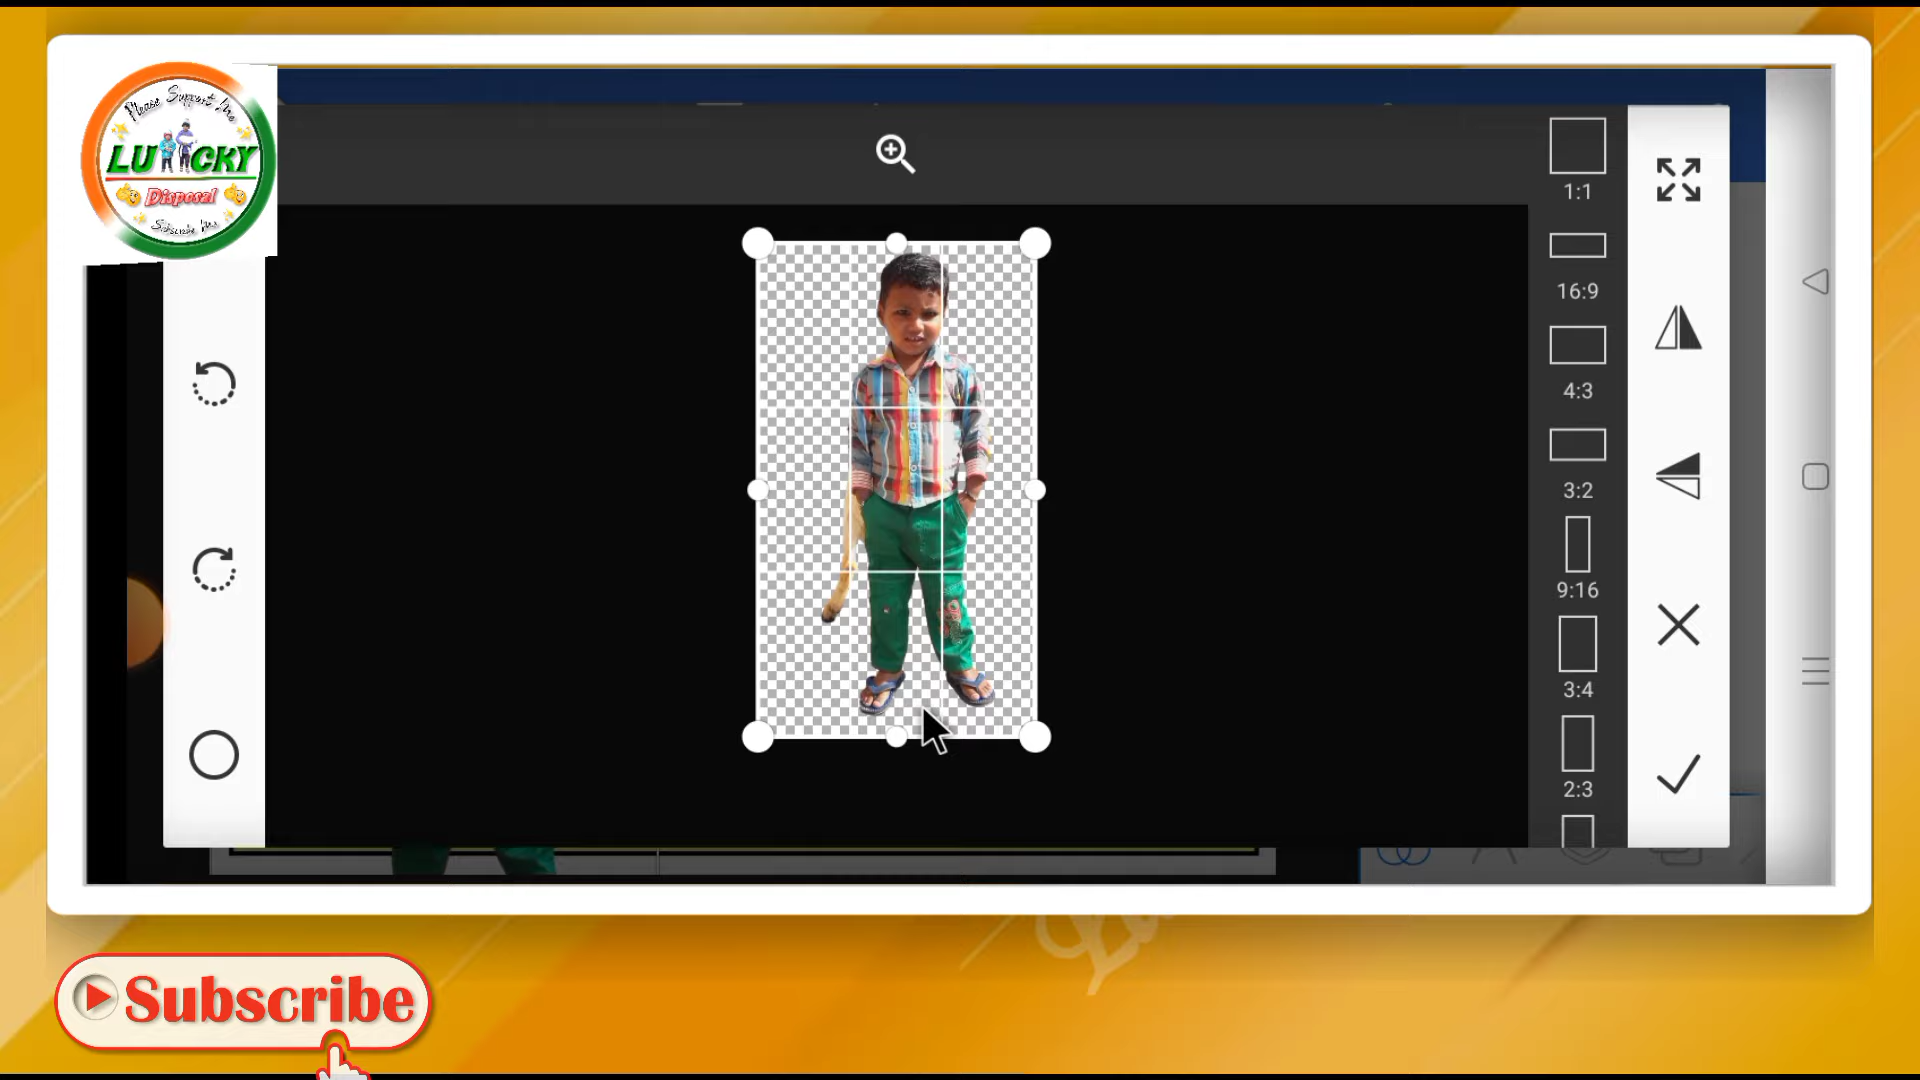 Please Support Me
LUCKY
Disposal
Subscribe Me
1:1
16:9
4:3
3:2
9:16
3:4
2:3
Subscribe